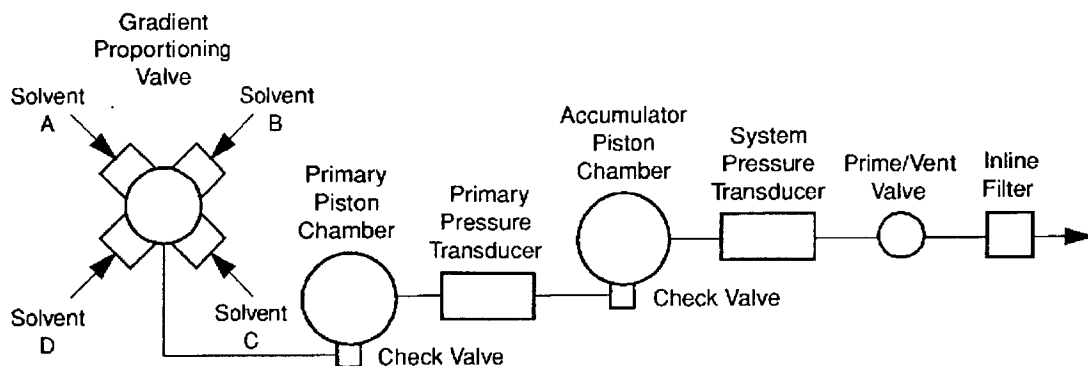 Gradient
Proportioning
Valve
Solvent
A
Solvent
B
Solvent
D
Solvent
C
Primary
Piston
Chamber
Check Valve
Primary
Pressure
Transducer
Accumulator
Piston
Chamber
Check Valve
System
Pressure
Transducer
Prime/Vent
Valve
Inline
Filter